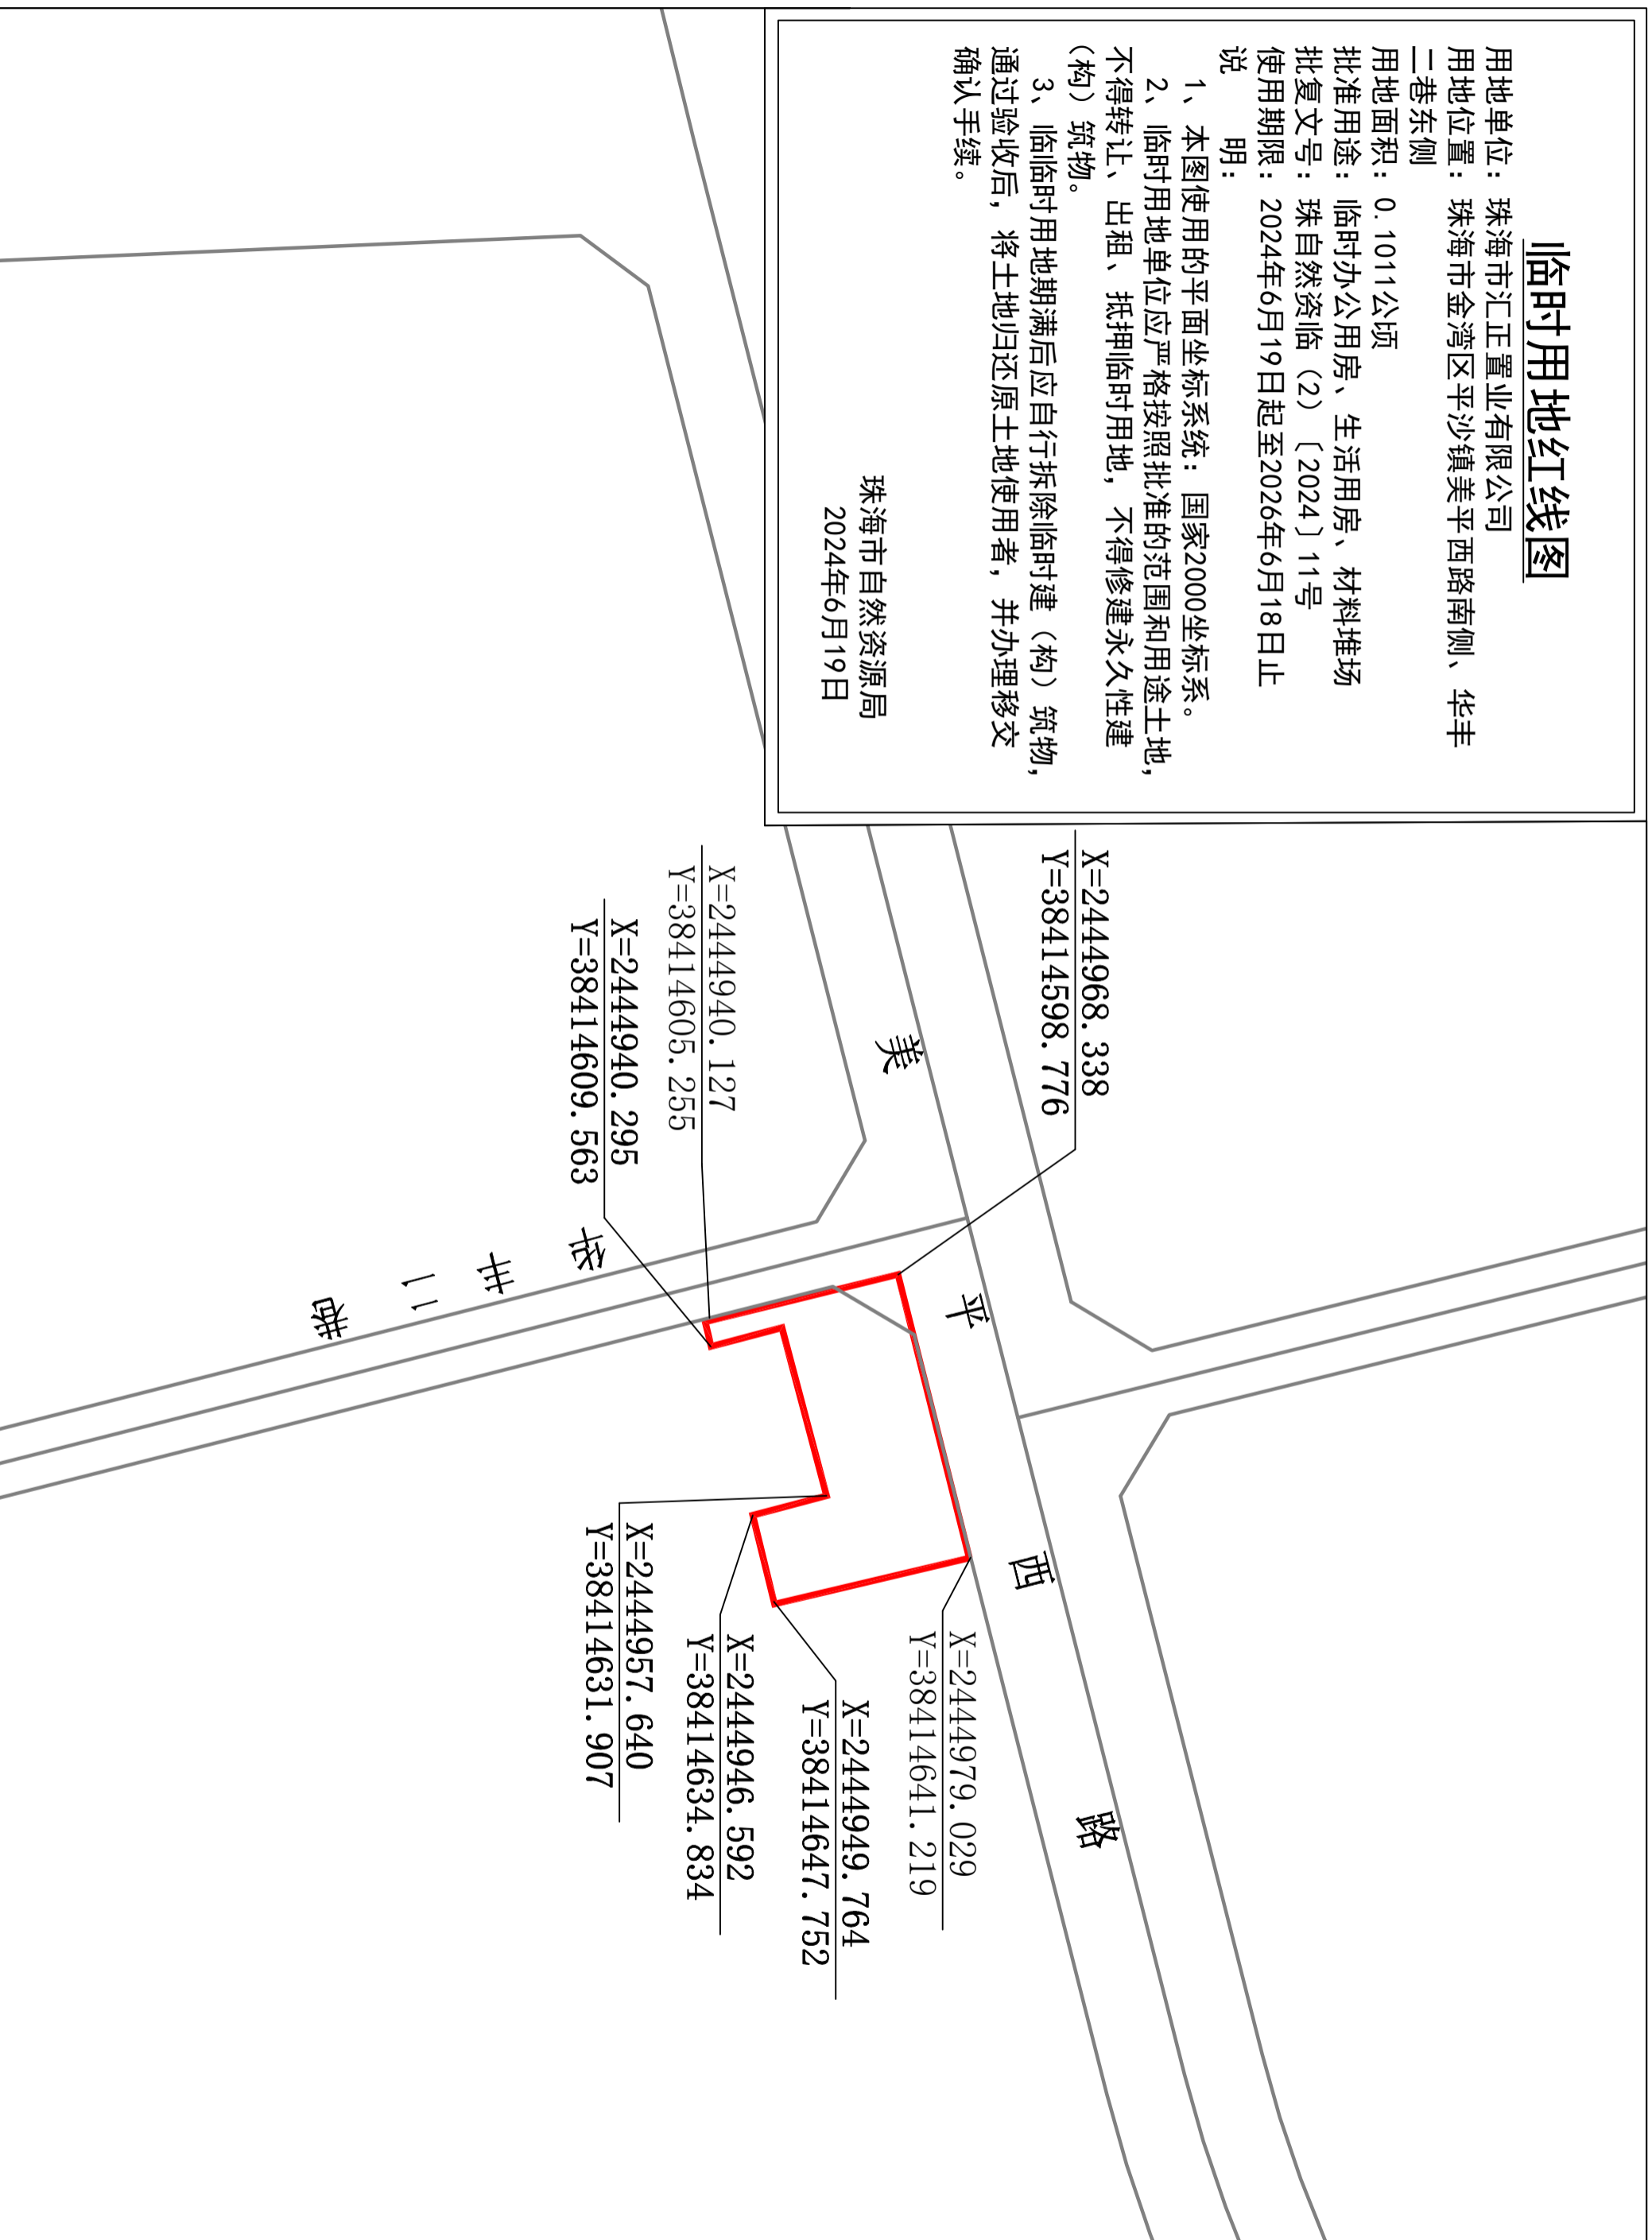 临时用地红线图
用地单位：珠海市汇正置业有限公司
用地位置：珠海市金湾区平沙镇美平西路南侧、华丰
二巷东侧
用地面积：0.1011公顷
批准用途：临时办公用房、生活用房、材料堆场
批复文号：珠自然资临（2）〔2024〕11号
使用期限：2024年6月19日起至2026年6月18日止
说　　明：
1、本图使用的平面坐标系统：国家2000坐标系。
2、临时用地单位应严格按照批准的范围和用途土地，
不得转让、出租、抵押临时用地，不得修建永久性建
（构）筑物。
3、临临时用地期满后应自行拆除临时建（构）筑物，
通过验收后，将土地归还原土地使用者，并办理移交
确认手续。
珠海市自然资源局
2024年6月19日
X=2444968.338
Y=38414598.776
X=2444940.127
Y=38414605.255
X=2444940.295
Y=38414609.563
X=2444979.029
Y=38414641.219
X=2444949.764
Y=38414647.752
X=2444946.592
Y=38414634.834
X=2444957.640
Y=38414631.907
美平西路
华丰二巷